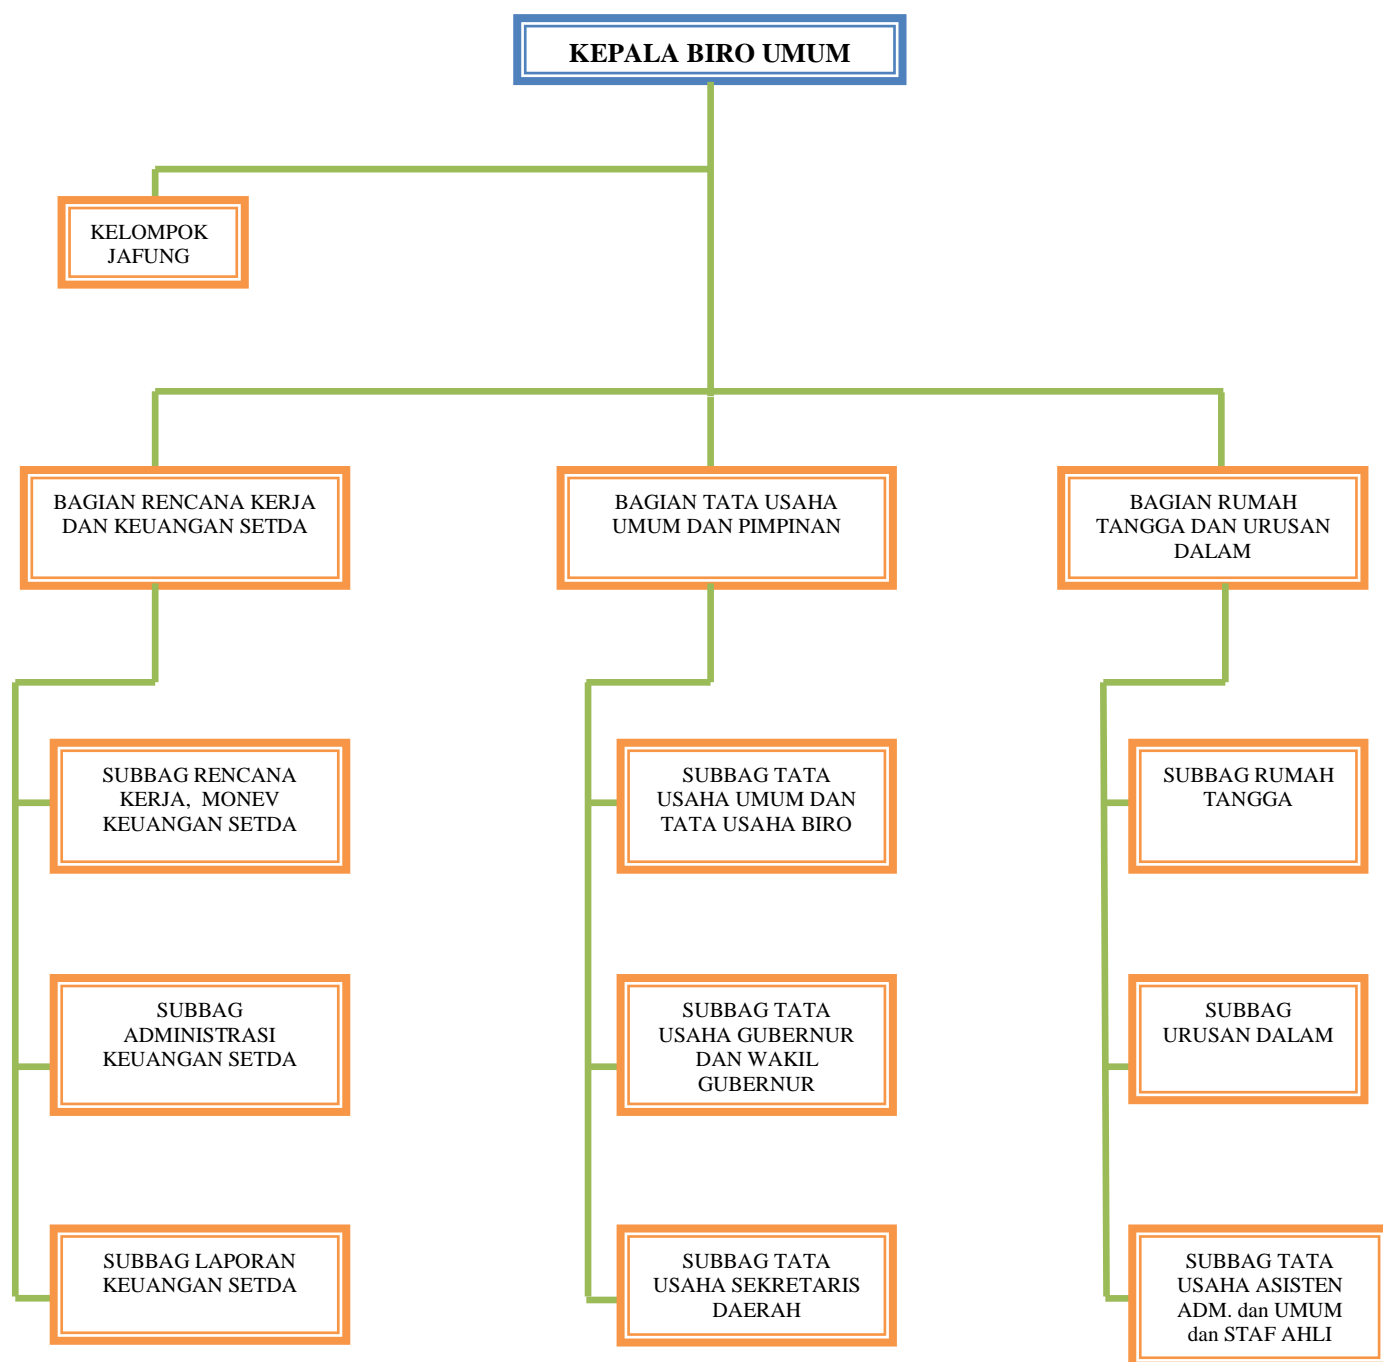 KEPALA BIRO UMUM
KELOMPOK
JAFUNG
BAGIAN RENCANA KERJA
DAN KEUANGAN SETDA
BAGIAN TATA USAHA
UMUM DAN PIMPINAN
BAGIAN RUMAH
TANGGA DAN URUSAN
DALAM
SUBBAG RENCANA
KERJA, MONEV
KEUANGAN SETDA
SUBBAG TATA
USAHA UMUM DAN
TATA USAHA BIRO
SUBBAG RUMAH
TANGGA
SUBBAG
ADMINISTRASI
KEUANGAN SETDA
SUBBAG TATA
USAHA GUBERNUR
DAN WAKIL
GUBERNUR
SUBBAG
URUSAN DALAM
SUBBAG LAPORAN
KEUANGAN SETDA
SUBBAG TATA
USAHA SEKRETARIS
DAERAH
SUBBAG TATA
USAHA ASISTEN
ADM. dan UMUM
dan STAF AHLI